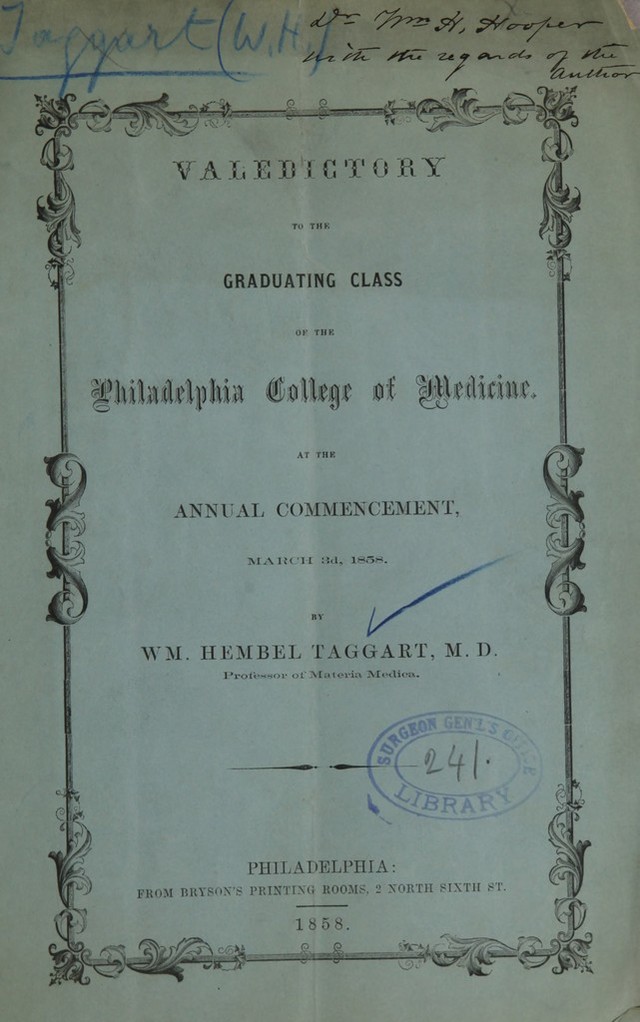 Taggart (W.H.)
Dr Wm H. Hooper
with the regards of the
author
VALEDICTORY
TO THE
GRADUATING CLASS
OF THE
Philadelphia College of Medicine,
AT THE
ANNUAL COMMENCEMENT,
MARCH 3d, 1858.
BY
WM. HEMBEL TAGGART, M. D.
Professor of Materia Medica.
SURGEON GEN'L'S OFFICE
241.
LIBRARY
PHILADELPHIA:
FROM BRYSON'S PRINTING ROOMS, 2 NORTH SIXTH ST.
1858.